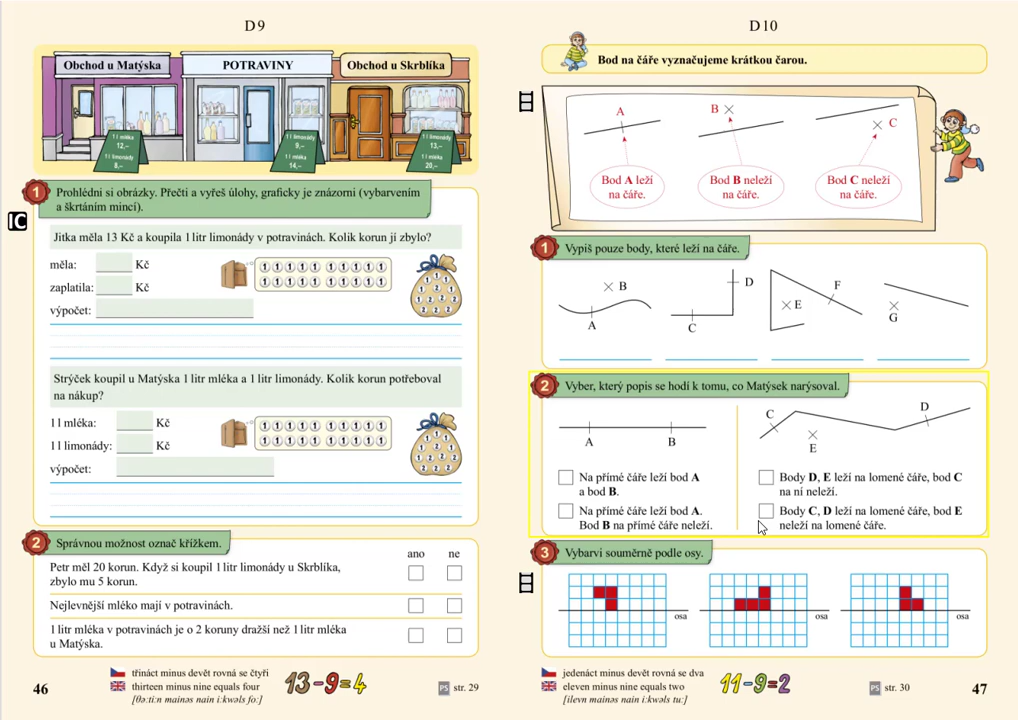 D9
Obchod u Matýska
POTRAVINY
Obchod u Skrblíka
1 l mléka
12,–
1 l limonády
8,–
1 l limonády
9,–
1 l mléka
14,–
1 l limonády
13,–
1 l mléka
20,–
1 Prohlédni si obrázky. Přečti a vyřeš úlohy, graficky je znázorni (vybarvením
a škrtáním mincí).
Jitka měla 13 Kč a koupila 1 litr limonády v potravinách. Kolik korun jí zbylo?
měla: Kč
zaplatila: Kč
výpočet:
Strýček koupil u Matýska 1 litr mléka a 1 litr limonády. Kolik korun potřeboval
na nákup?
1 l mléka: Kč
1 l limonády: Kč
výpočet:
2 Správnou možnost označ křížkem.
ano ne
Petr měl 20 korun. Když si koupil 1 litr limonády u Skrblíka,
zbylo mu 5 korun.
Nejlevnější mléko mají v potravinách.
1 litr mléka v potravinách je o 2 koruny dražší než 1 litr mléka
u Matýska.
46
třináct minus devět rovná se čtyři
thirteen minus nine equals four
[θə:ti:n mainəs nain i:kwəls fo:]
13-9=4
PS str. 29
D10
Bod na čáře vyznačujeme krátkou čarou.
A
B
C
Bod A leží
na čáře.
Bod B neleží
na čáře.
Bod C neleží
na čáře.
1 Vypiš pouze body, které leží na čáře.
B
A
D
C
E
F
G
2 Vyber, který popis se hodí k tomu, co Matýsek narýsoval.
A
B
C
D
E
Na přímé čáře leží bod A
a bod B.
Na přímé čáře leží bod A.
Bod B na přímé čáře neleží.
Body D, E leží na lomené čáře, bod C
na ní neleží.
Body C, D leží na lomené čáře, bod E
neleží na lomené čáře.
3 Vybarvi souměrně podle osy.
osa
osa
osa
jedenáct minus devět rovná se dva
eleven minus nine equals two
[ilevn mainəs nain i:kwəls tu:]
11-9=2
PS str. 30
47